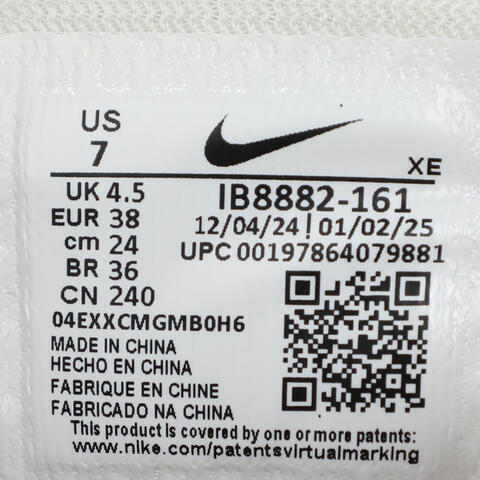 US
7
XE
UK 4.5
EUR 38
cm 24
BR 36
CN 240
IB8882-161
12/04/24 | 01/02/25
UPC 00197864079881
04EXXCMGMB0H6
MADE IN CHINA
HECHO EN CHINA
FABRIQUE EN CHINE
FABRICADO NA CHINA
This product is covered by one or more patents:
www.nike.com/patentsvirtualmarking